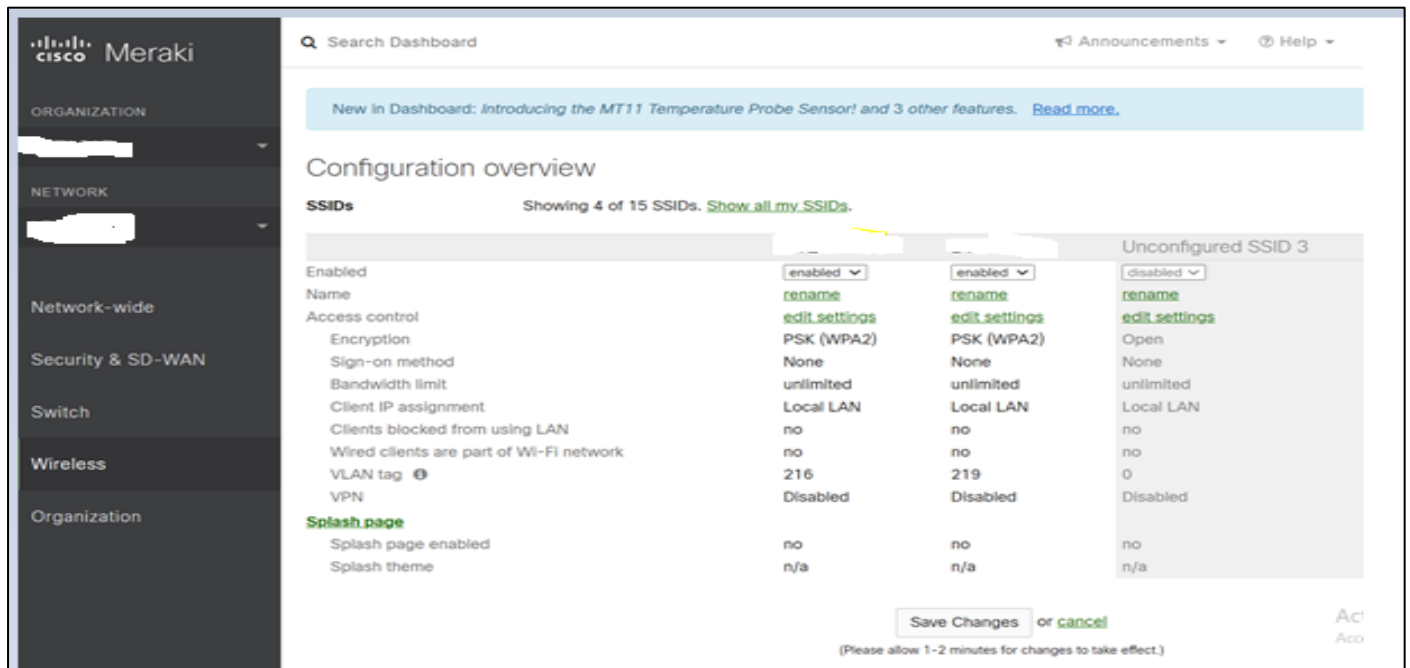 cisco Meraki
Search Dashboard
Announcements
Help
ORGANIZATION
NETWORK
Network-wide
Security & SD-WAN
Switch
Wireless
Organization
New in Dashboard: Introducing the MT11 Temperature Probe Sensor! and 3 other features. Read more.
Configuration overview
SSIDs Showing 4 of 15 SSIDs. Show all my SSIDs.
Unconfigured SSID 3
Enabled enabled enabled disabled
Name rename rename rename
Access control edit settings edit settings edit settings
Encryption PSK (WPA2) PSK (WPA2) Open
Sign-on method None None None
Bandwidth limit unlimited unlimited unlimited
Client IP assignment Local LAN Local LAN Local LAN
Clients blocked from using LAN no no no
Wired clients are part of Wi-Fi network no no no
VLAN tag 216 219 0
VPN Disabled Disabled Disabled
Splash page
Splash page enabled no no no
Splash theme n/a n/a n/a
Save Changes or cancel
(Please allow 1-2 minutes for changes to take effect.)